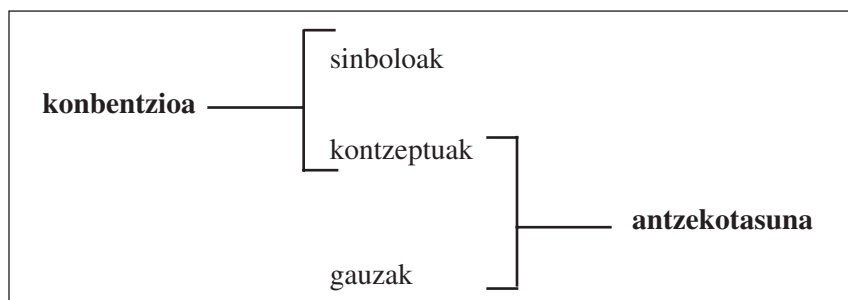 sinboloak
konbentzioa
kontzeptuak
antzekotasuna
gauzak